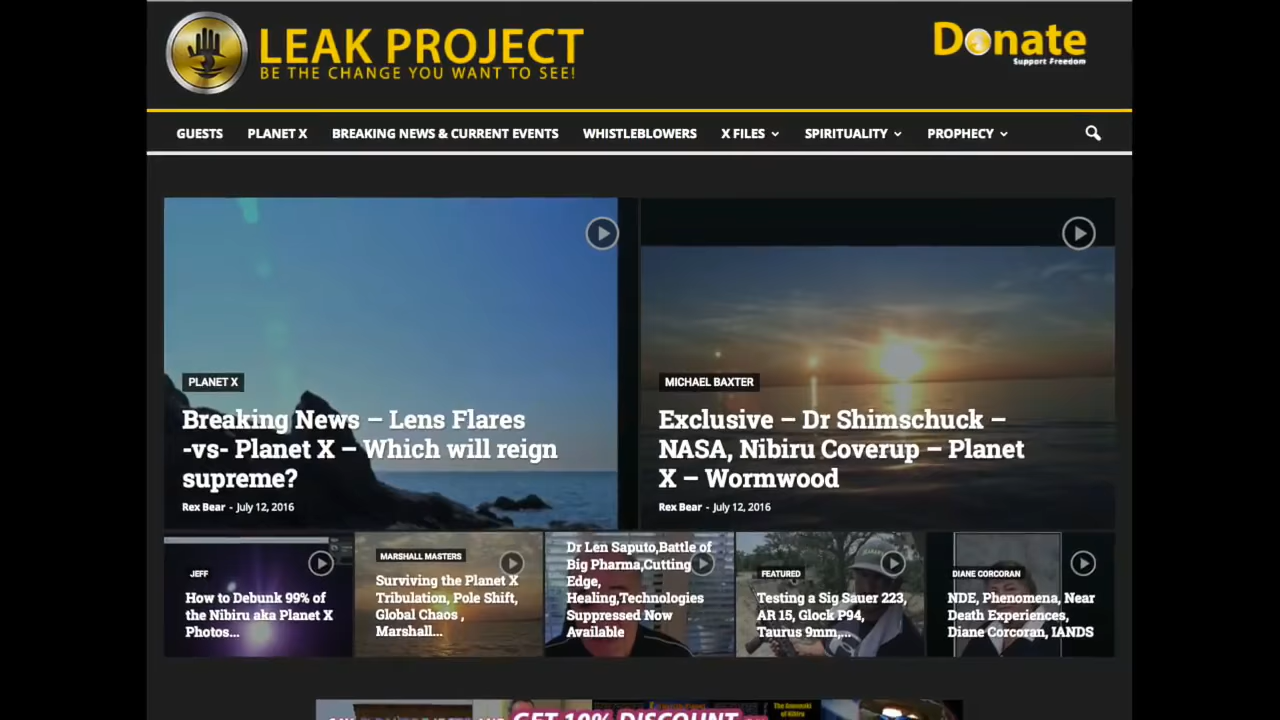 LEAK PROJECT
BE THE CHANGE YOU WANT TO SEE!
Donate
Support Freedom
GUESTS PLANET X BREAKING NEWS & CURRENT EVENTS WHISTLEBLOWERS X FILES SPIRITUALITY PROPHECY
PLANET X
Breaking News – Lens Flares
-vs- Planet X – Which will reign
supreme?
Rex Bear - July 12, 2016
MICHAEL BAXTER
Exclusive – Dr Shimschuck –
NASA, Nibiru Coverup – Planet
X – Wormwood
Rex Bear - July 12, 2016
JEFF
How to Debunk 99% of
the Nibiru aka Planet X
Photos...
MARSHALL MASTERS
Surviving the Planet X
Tribulation, Pole Shift,
Global Chaos ,
Marshall...
Dr Len Saputo,Battle of
Big Pharma,Cutting
Edge,
Healing,Technologies
Suppressed Now
Available
FEATURED
Testing a Sig Sauer 223,
AR 15, Glock P94,
Taurus 9mm,...
DIANE CORCORAN
NDE, Phenomena, Near
Death Experiences,
Diane Corcoran, IANDS
GET 10% DISCOUNT
The Anunnaki
of Nibiru